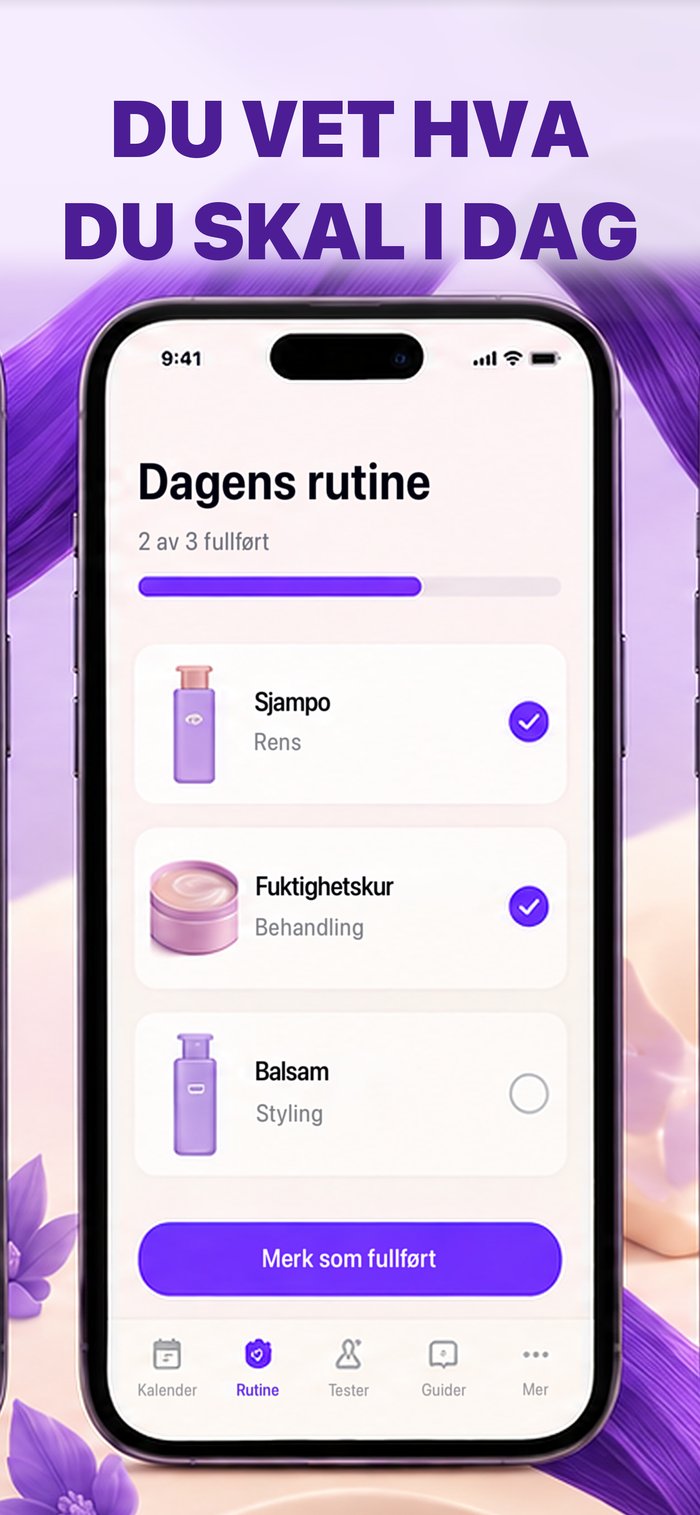 DU VET HVA
DU SKAL I DAG
9:41
Dagens rutine
2 av 3 fullført
Sjampo
Rens
Fuktighetskur
Behandling
Balsam
Styling
Merk som fullført
Kalender
Rutine
Tester
Guider
Mer